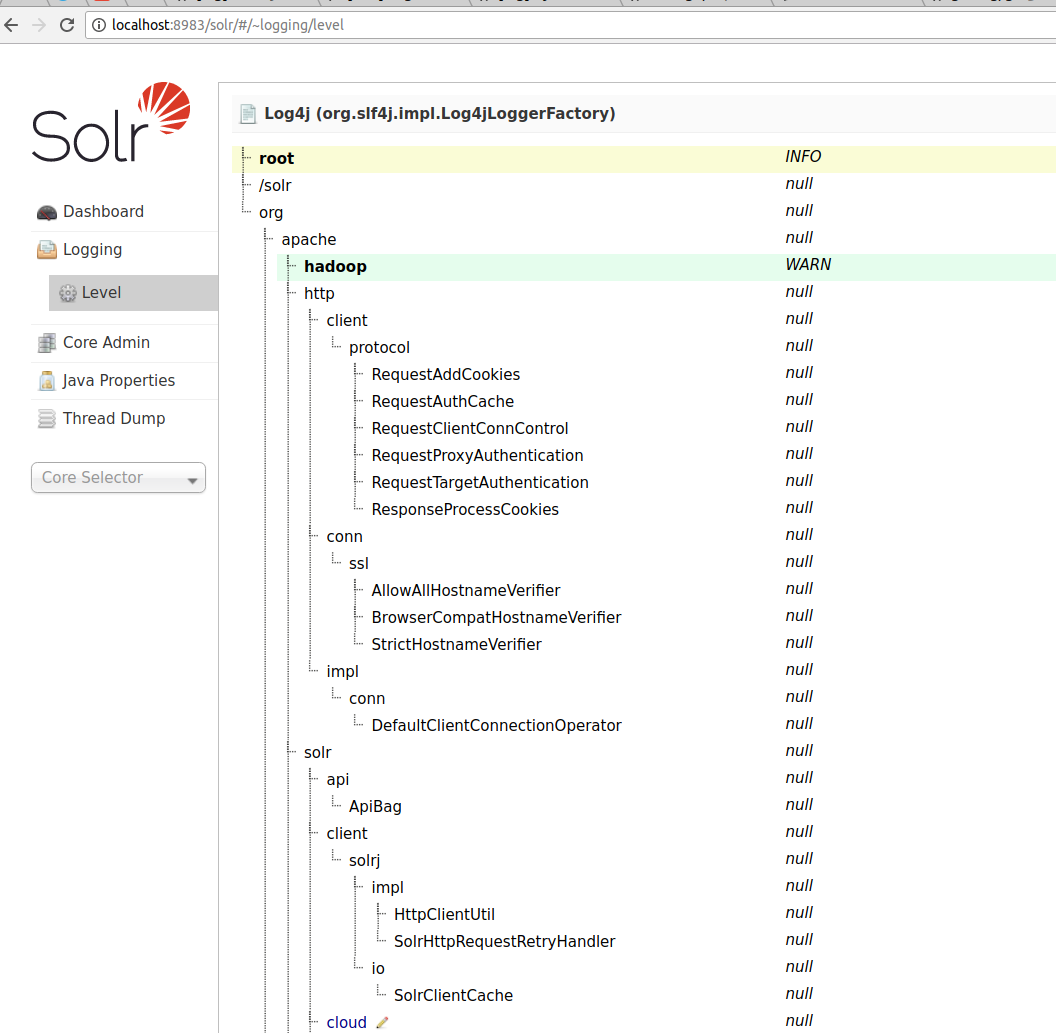 localhost:8983/solr/#/~logging/level
Solr
Dashboard
Logging
Level
Core Admin
Java Properties
Thread Dump
Core Selector
Log4j (org.slf4j.impl.Log4jLoggerFactory)
root INFO
/solr null
org null
apache null
hadoop WARN
http null
client null
protocol null
RequestAddCookies null
RequestAuthCache null
RequestClientConnControl null
RequestProxyAuthentication null
RequestTargetAuthentication null
ResponseProcessCookies null
conn null
ssl null
AllowAllHostnameVerifier null
BrowserCompatHostnameVerifier null
StrictHostnameVerifier null
impl null
conn null
DefaultClientConnectionOperator null
solr null
api null
ApiBag null
client null
solrj null
impl null
HttpClientUtil null
SolrHttpRequestRetryHandler null
io null
SolrClientCache null
cloud null